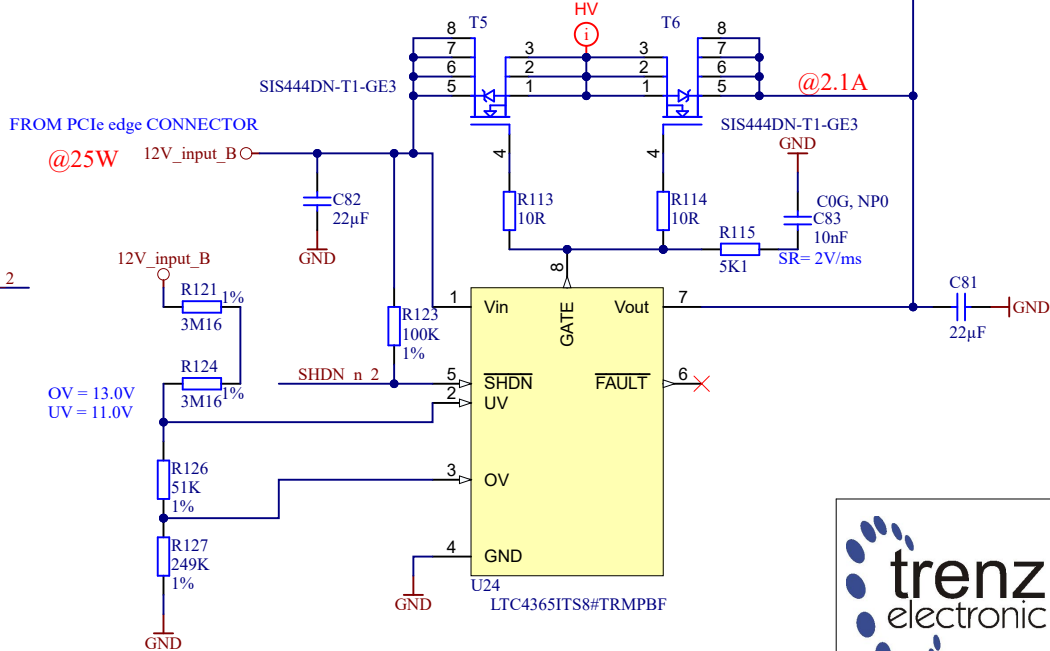 HV
i
T5
T6
8
7
6
5
3
2
1
3
2
1
8
7
6
5
SIS444DN-T1-GE3
@2.1A
SIS444DN-T1-GE3
FROM PCIe edge CONNECTOR
@25W
12V_input_B
4
4
GND
C82
22µF
GND
R113
10R
R114
10R
C0G, NP0
C83
10nF
R115
5K1
SR= 2V/ms
12V_input_B
2
R121
1%
3M16
8
C81
22µF
GND
1
Vin
GATE
Vout
7
R123
100K
1%
R124
1%
3M16
SHDN_n_2
5
SHDN
FAULT
6
OV = 13.0V
UV = 11.0V
2
UV
R126
51K
1%
3
OV
R127
249K
1%
4
GND
GND
U24
LTC4365ITS8#TRMPBF
GND
trenz
electronic